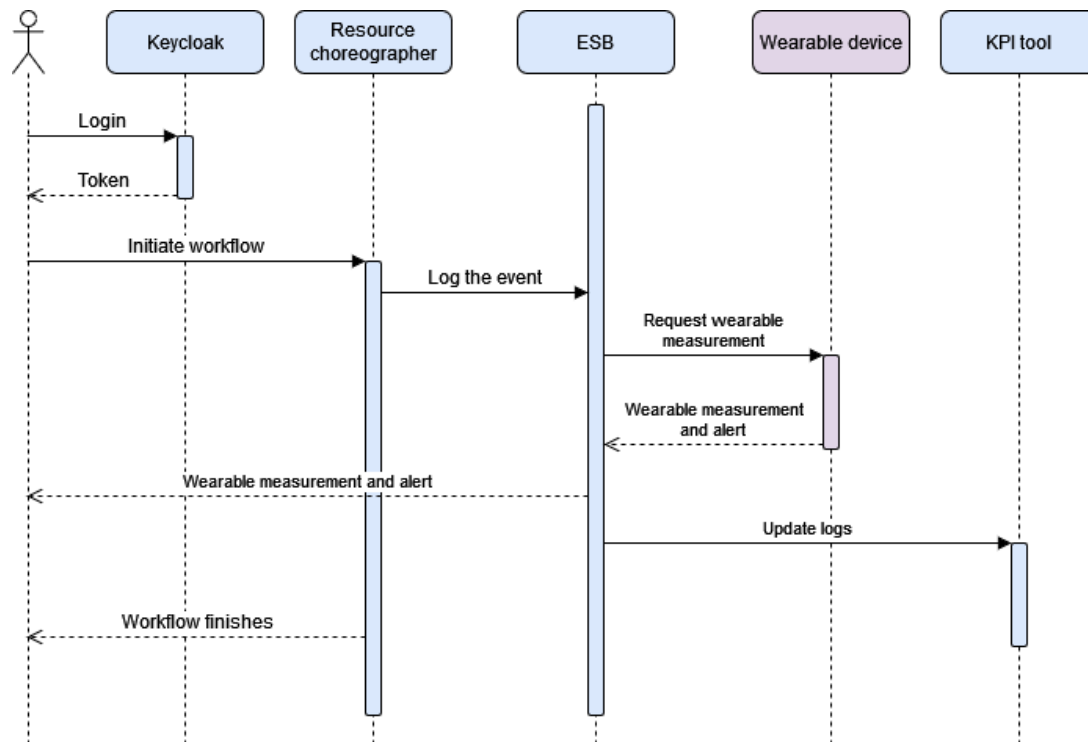 Keycloak
Resource
choreographer
ESB
Wearable device
KPI tool
Login
Token
Initiate workflow
Log the event
Request wearable
measurement
Wearable measurement
and alert
Wearable measurement and alert
Update logs
Workflow finishes